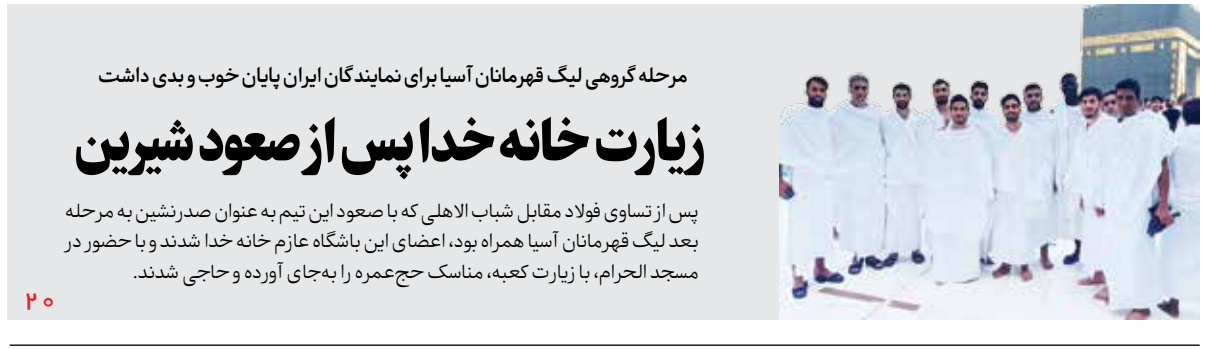 مرحله گروهی لیگ قهرمانان آسیا برای نمایندگان ایران پایان خوب و بدی داشت
زیارت خانه خدا پس از صعود شیرین
پس از تساوی فولاد مقابل شباب الاهلی که با صعود این تیم به عنوان صدرنشین به مرحله
بعد لیگ قهرمانان آسیا همراه بود، اعضای این باشگاه عازم خانه خدا شدند و با حضور در
مسجد الحرام، با زیارت کعبه، مناسک حج‌عمره را به‌جای آورده و حاجی شدند.
۲۰